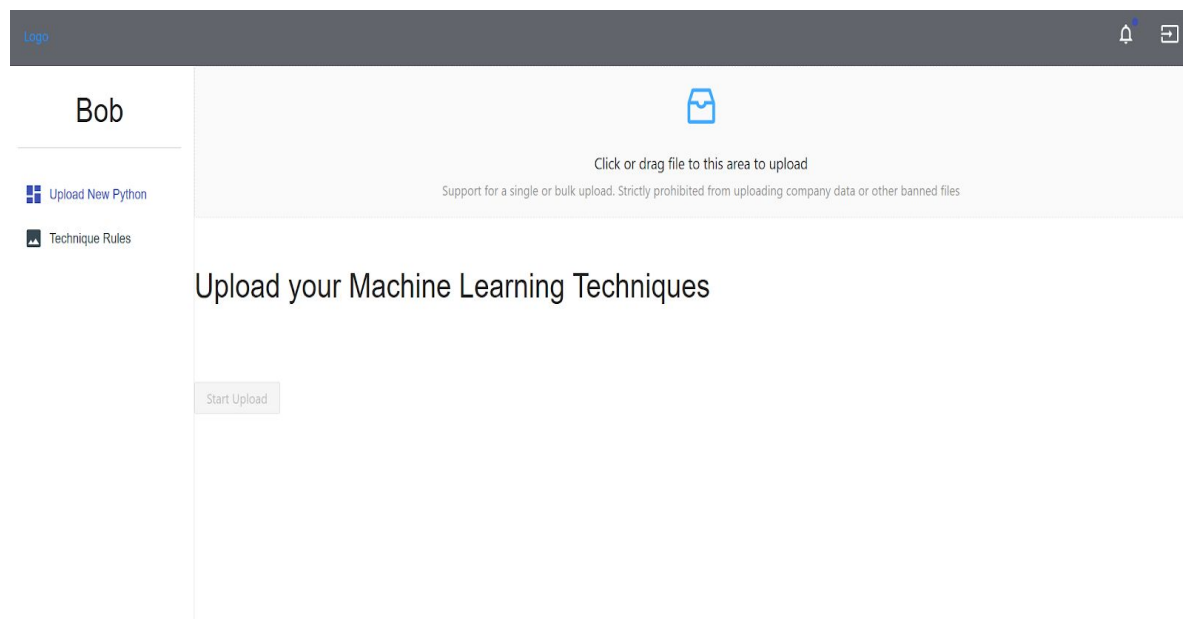 Logo
Bob
Upload New Python
Technique Rules
Click or drag file to this area to upload
Support for a single or bulk upload. Strictly prohibited from uploading company data or other banned files
Upload your Machine Learning Techniques
Start Upload